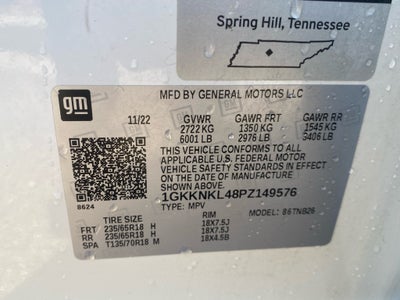 Spring Hill, Tennessee
gm
MFD BY GENERAL MOTORS LLC
11/22 GVWR GAWR FRT GAWR RR
2722 KG 1350 KG 1545 KG
6001 LB 2976 LB 3406 LB
THIS VEHICLE CONFORMS TO ALL
APPLICABLE U.S. FEDERAL MOTOR
VEHICLE SAFETY AND THEFT
PREVENTION STANDARDS IN EFFECT
ON THE DATE OF MANUFACTURE
SHOWN ABOVE.
1GKKNKL48PZ149576
8624
TYPE: MPV
MODEL: 86TNB26
TIRE SIZE RIM
FRT 235/65R18 H 18X7.5J
RR 235/65R18 H 18X7.5J
SPA T135/70R18 M 18X4.5B